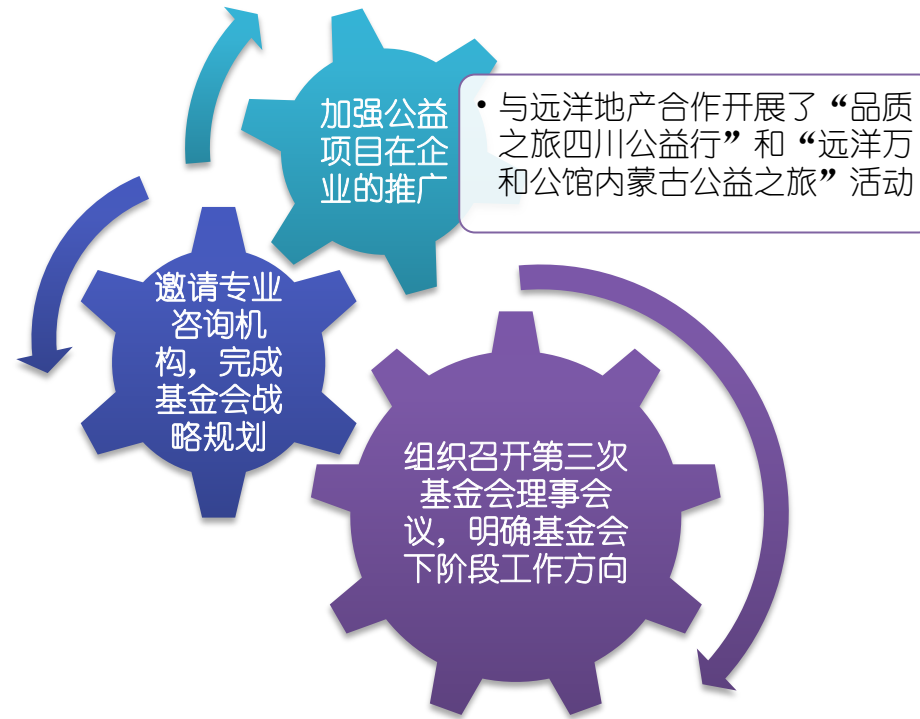 加强公益
项目在企
业的推广
• 与远洋地产合作开展了“品质
之旅四川公益行”和“远洋万
和公馆内蒙古公益之旅”活动
邀请专业
咨询机
构，完成
基金会战
略规划
组织召开第三次
基金会理事会
议，明确基金会
下阶段工作方向